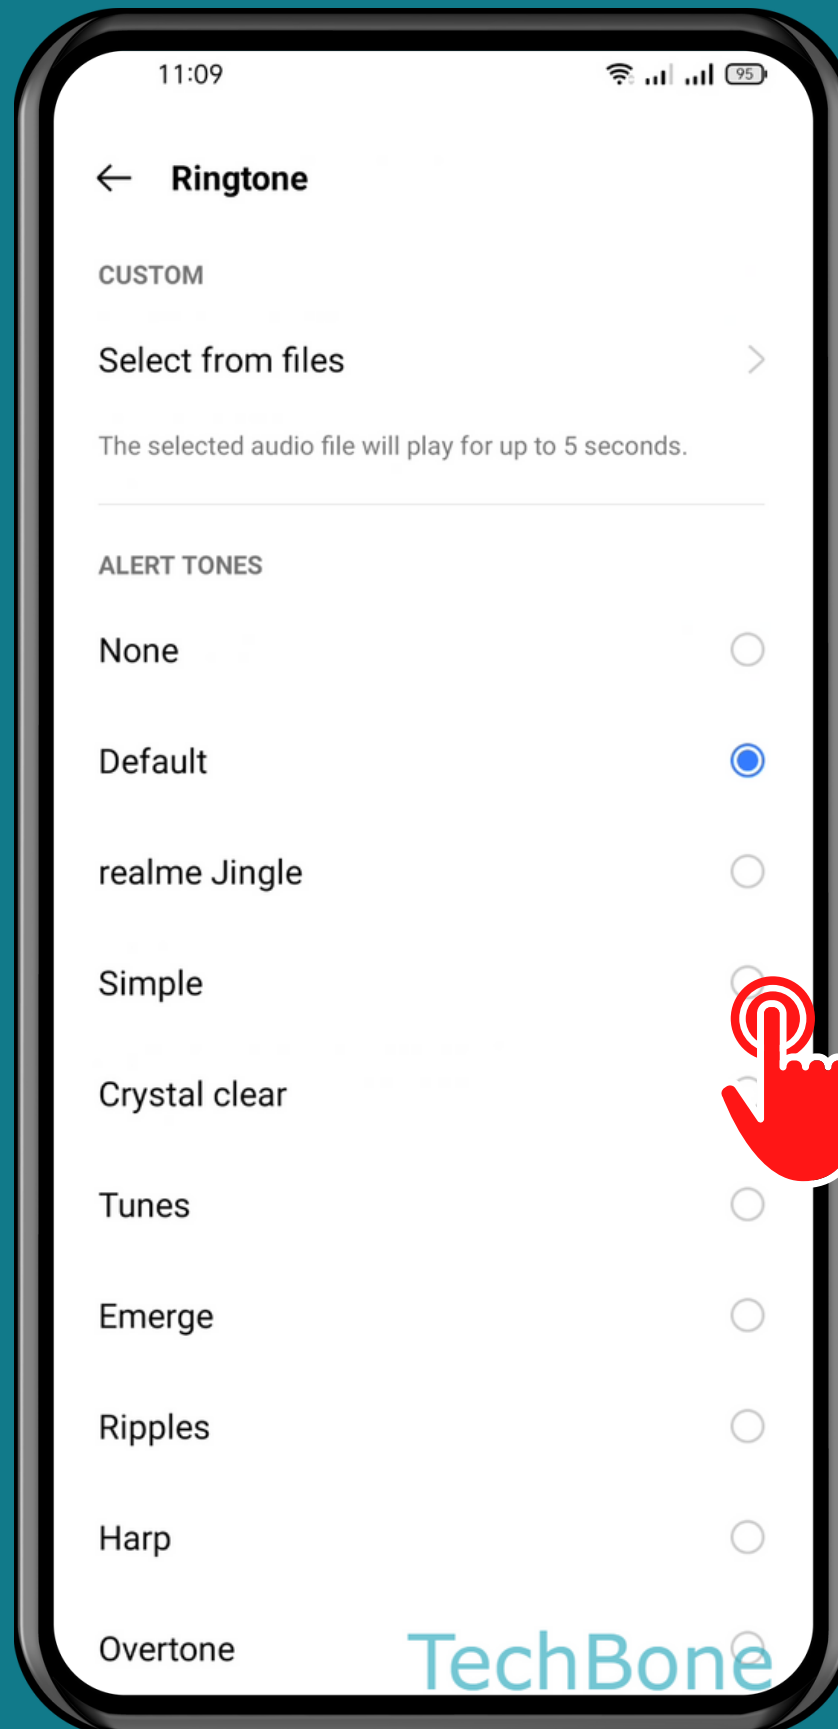 11:09
95
Ringtone
CUSTOM
Select from files
The selected audio file will play for up to 5 seconds.
ALERT TONES
None
Default
realme Jingle
Simple
Crystal clear
Tunes
Emerge
Ripples
Harp
Overtone
TechBone